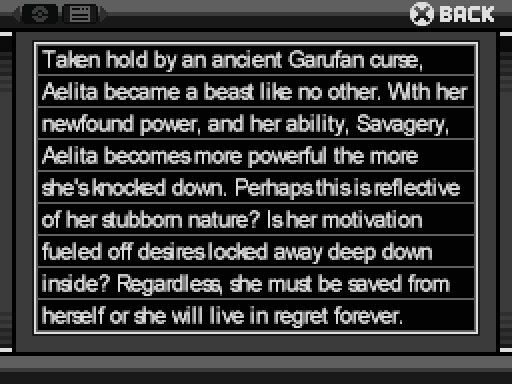 BACK
Taken hold by an ancient Garufan curse,
Aelita became a beast like no other. With her
newfound power, and her ability, Savagery,
Aelita becomes more powerful the more
she's knocked down. Perhaps this is reflective
of her stubborn nature? Is her motivation
fueled off desires locked away deep down
inside? Regardless, she must be saved from
herself or she will live in regret forever.